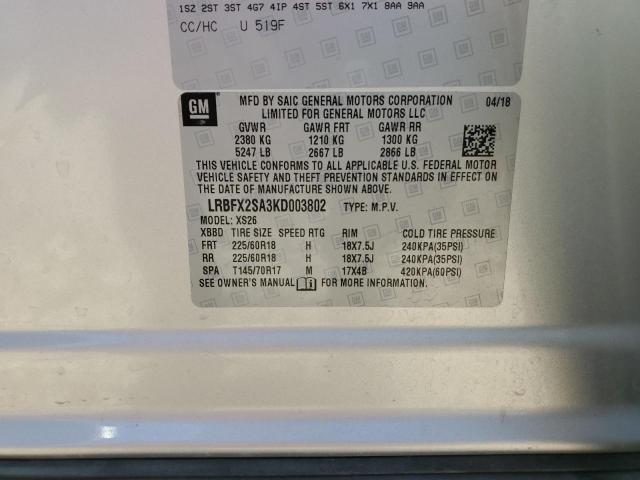 1SZ 2ST 3ST 4G7 4IP 4ST 5ST 6X1 7X1 8AA 9AA
CC/HC U 519F
GM
MFD BY SAIC GENERAL MOTORS CORPORATION 04/18
LIMITED FOR GENERAL MOTORS LLC
GVWR GAWR FRT GAWR RR
2380 KG 1210 KG 1300 KG
5247 LB 2667 LB 2866 LB
THIS VEHICLE CONFORMS TO ALL APPLICABLE U.S. FEDERAL MOTOR
VEHICLE SAFETY AND THEFT PREVENTION STANDARDS IN EFFECT ON
THE DATE OF MANUFACTURE SHOWN ABOVE.
LRBFX2SA3KD003802 TYPE: M.P.V.
MODEL: XS26
XBBD TIRE SIZE SPEED RTG RIM COLD TIRE PRESSURE
FRT 225/60R18 H 18X7.5J 240KPA(35PSI)
RR 225/60R18 H 18X7.5J 240KPA(35PSI)
SPA T145/70R17 M 17X4B 420KPA(60PSI)
SEE OWNER'S MANUAL FOR MORE INFORMATION